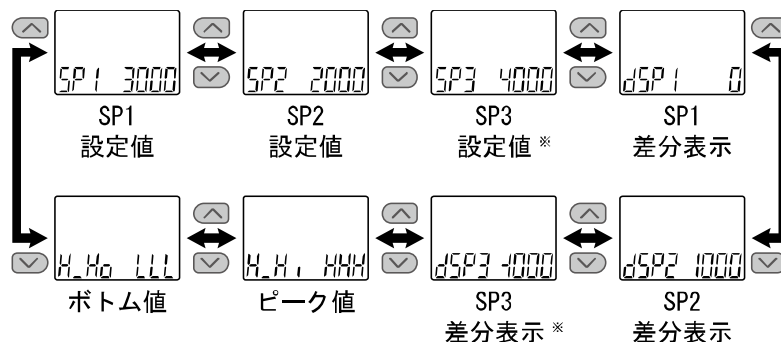 SP1 3000
SP2 2000
SP3 4000
dSP1 0
SP1
設定値
SP2
設定値
SP3
設定値※
SP1
差分表示
H_Ho LLL
H_Hi HHH
dSP3 -1000
dSP2 1000
ボトム値
ピーク値
SP3
差分表示※
SP2
差分表示